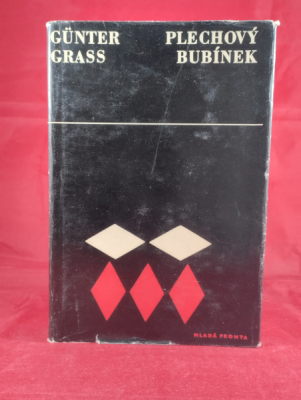 GÜNTER PLECHOVÝ
GRASS BUBÍNEK
MLADÁ FRONTA